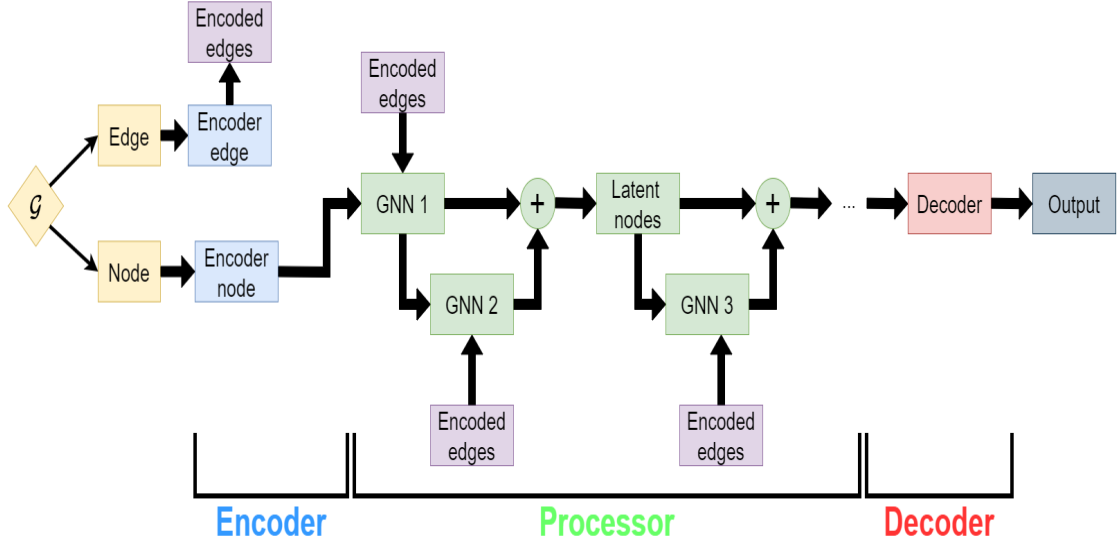 Encoded
edges
Edge
Encoder
edge
𝒢
Node
Encoder
node
Encoded
edges
GNN 1
+
Latent
nodes
+
...
Decoder
Output
GNN 2
GNN 3
Encoded
edges
Encoded
edges
Encoder
Processor
Decoder